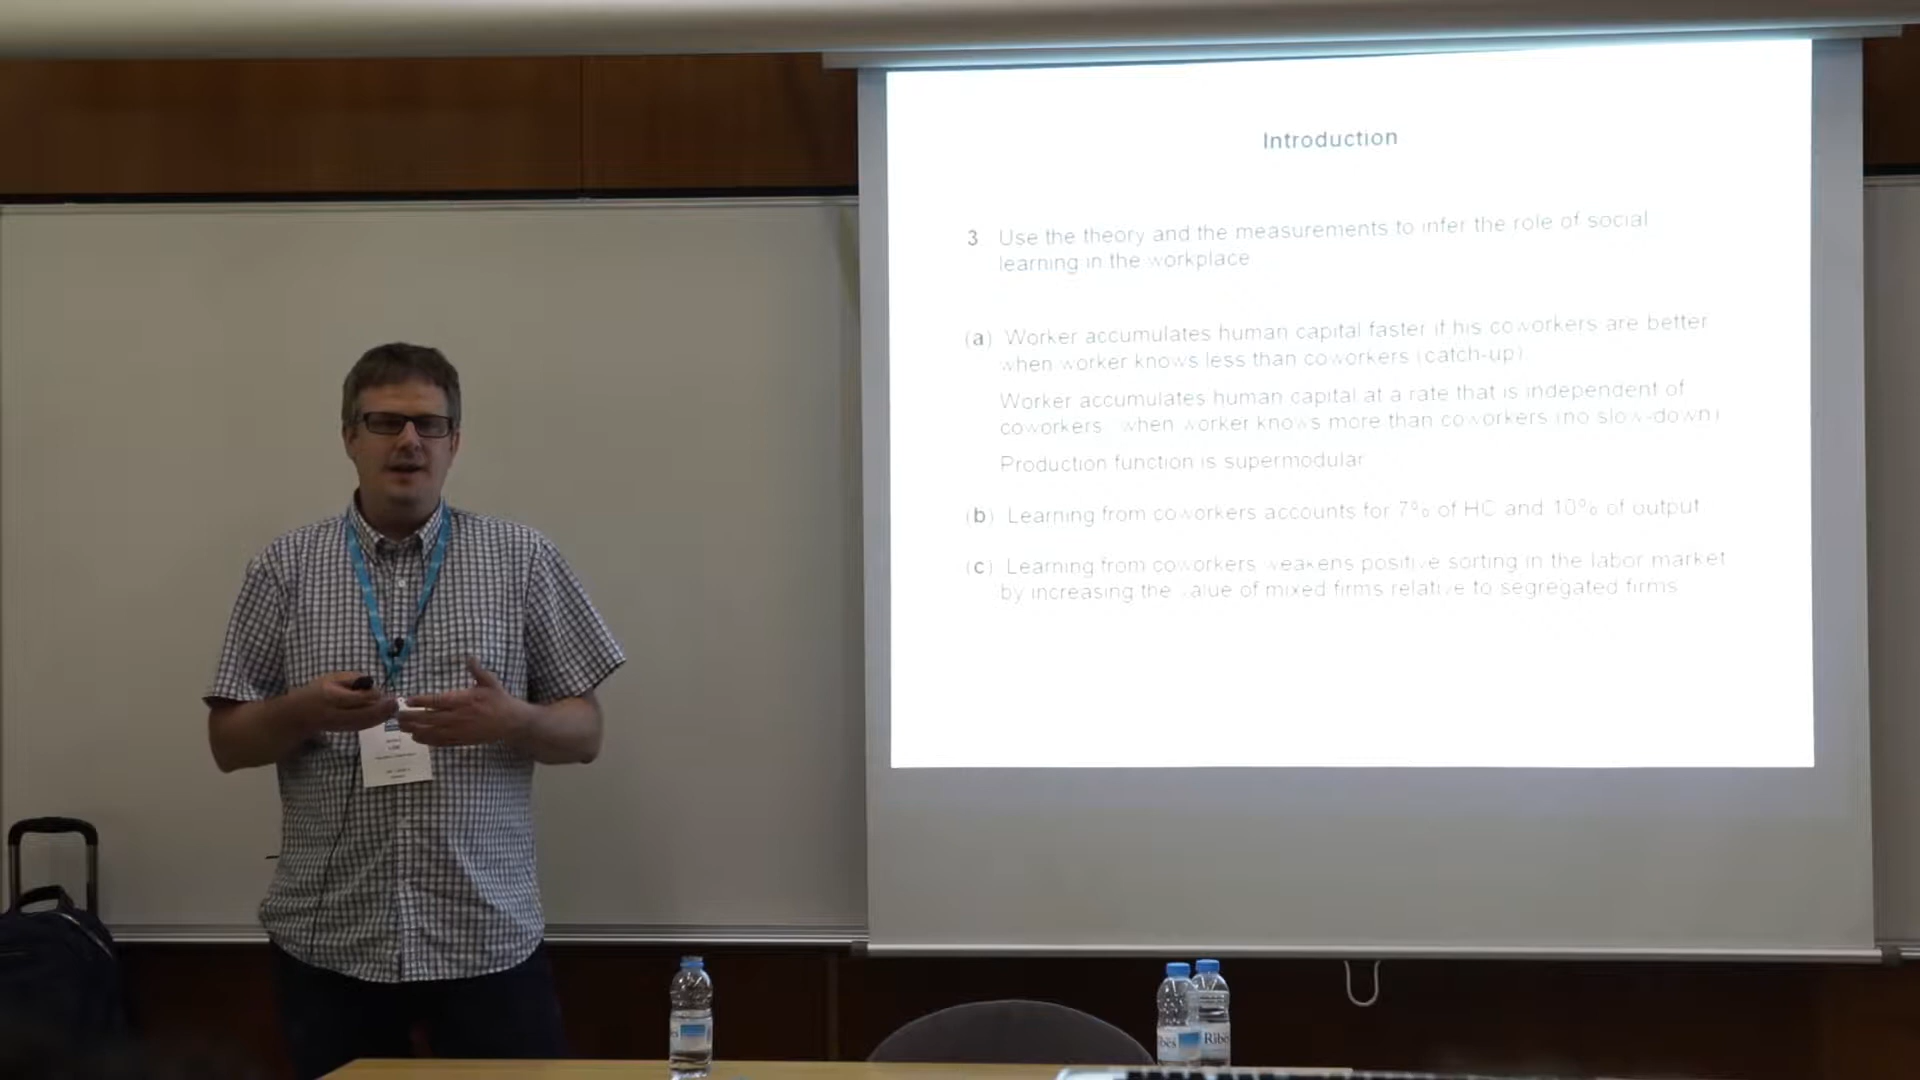 Introduction
3 Use the theory and the measurements to infer the role of social
learning in the workplace
(a) Worker accumulates human capital faster if his coworkers are better
when worker knows less than coworkers (catch-up)
Worker accumulates human capital at a rate that is independent of
coworkers when worker knows more than coworkers (no slow-down)
Production function is supermodular
(b) Learning from coworkers accounts for 7% of HC and 10% of output
(c) Learning from coworkers weakens positive sorting in the labor market
by increasing the value of mixed firms relative to segregated firms
Ribes